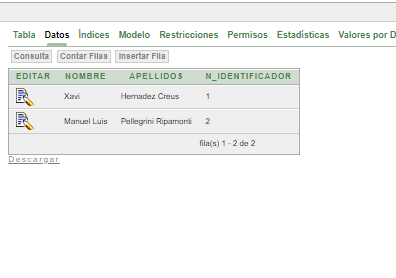 Tabla Datos Índices Modelo Restricciones Permisos Estadísticas Valores por D
Consulta Contar Filas Insertar Fila
EDITAR NOMBRE APELLIDOS N_IDENTIFICADOR
Xavi Hernadez Creus 1
Manuel Luis Pellegrini Ripamonti 2
fila(s) 1 - 2 de 2
Descargar